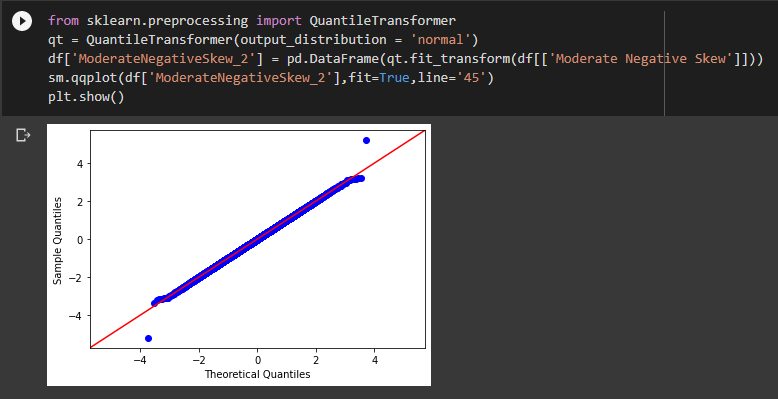 from sklearn.preprocessing import QuantileTransformer
qt = QuantileTransformer(output_distribution = 'normal')
df['ModerateNegativeSkew_2'] = pd.DataFrame(qt.fit_transform(df[['Moderate Negative Skew']]))
sm.qqplot(df['ModerateNegativeSkew_2'],fit=True,line='45')
plt.show()
4
2
0
−2
−4
Sample Quantiles
−4 −2 0 2 4
Theoretical Quantiles